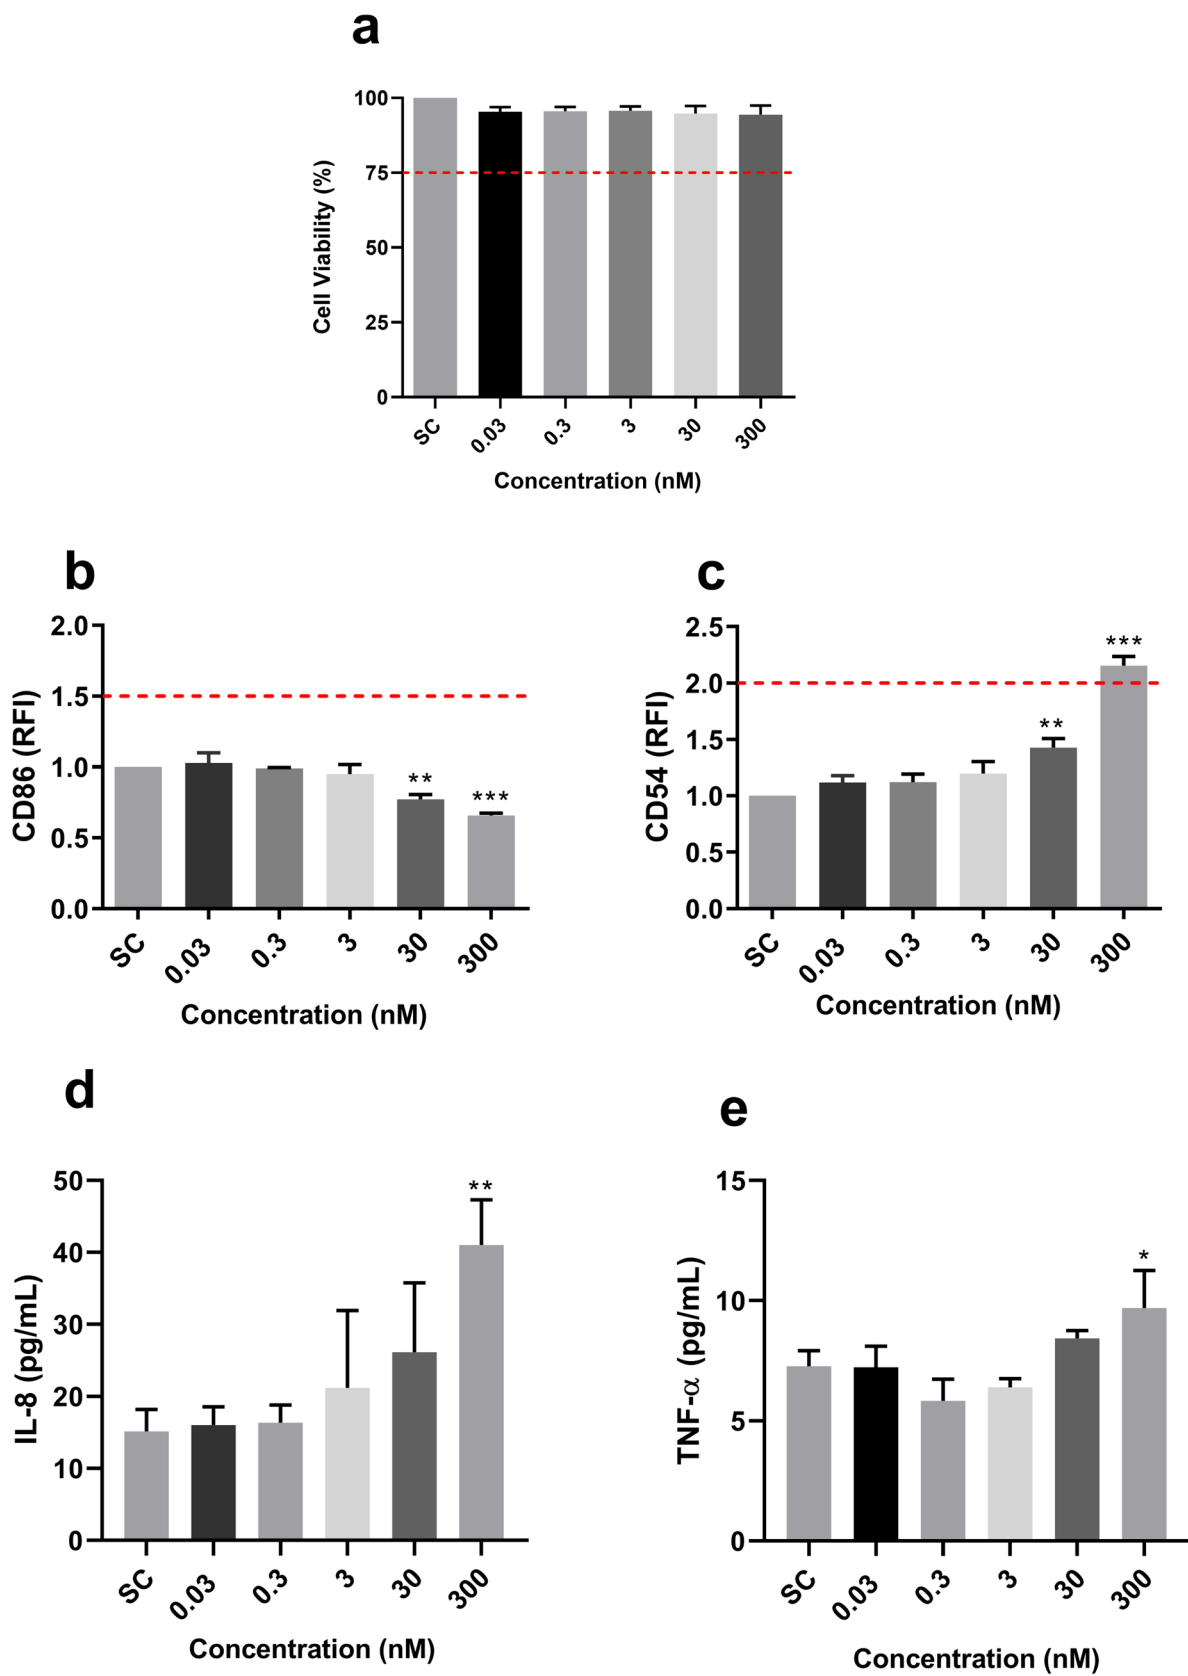 a
100
75
50
25
0
Cell Viability (%)
SC 0.03 0.3 3 30 300
Concentration (nM)
b
2.0
1.5
1.0
0.5
0.0
CD86 (RFI)
** ***
SC 0.03 0.3 3 30 300
Concentration (nM)
c
2.5
2.0
1.5
1.0
0.5
0.0
CD54 (RFI)
** ***
SC 0.03 0.3 3 30 300
Concentration (nM)
d
50
40
30
20
10
0
IL-8 (pg/mL)
**
SC 0.03 0.3 3 30 300
Concentration (nM)
e
15
10
5
0
TNF-α (pg/mL)
*
SC 0.03 0.3 3 30 300
Concentration (nM)